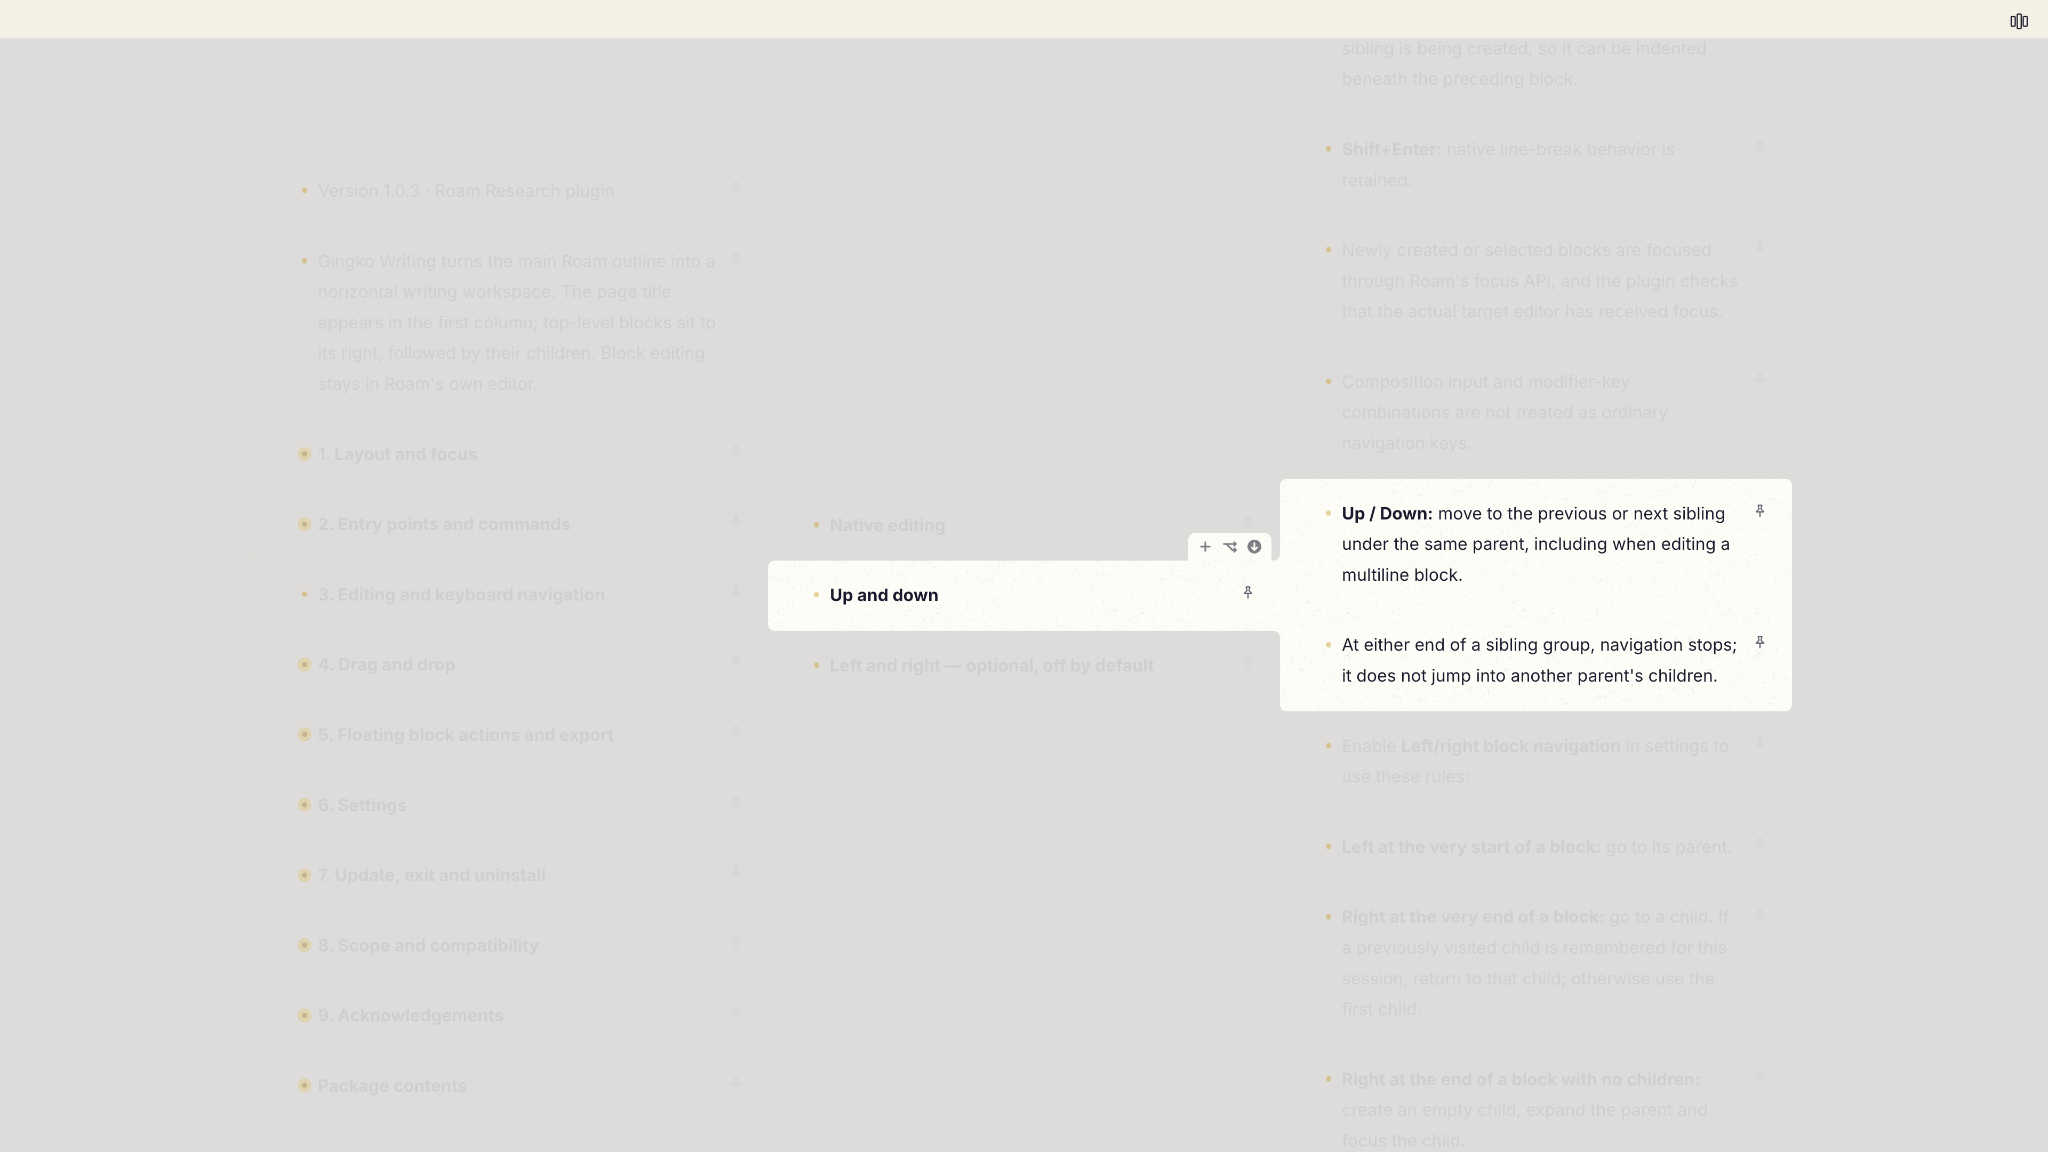 Version 1.0.3 · Roam Research plugin
Gingko Writing turns the main Roam outline into a
horizontal writing workspace. The page title
appears in the first column; top-level blocks sit to
its right, followed by their children. Block editing
stays in Roam's own editor.
1. Layout and focus
2. Entry points and commands
3. Editing and keyboard navigation
4. Drag and drop
5. Floating block actions and export
6. Settings
7. Update, exit and uninstall
8. Scope and compatibility
9. Acknowledgements
Package contents
Native editing
Up and down
Left and right — optional, off by default
sibling is being created, so it can be indented
beneath the preceding block.
Shift+Enter: native line-break behavior is
retained.
Newly created or selected blocks are focused
through Roam's focus API, and the plugin checks
that the actual target editor has received focus.
Composition input and modifier-key
combinations are not treated as ordinary
navigation keys.
Up / Down: move to the previous or next sibling
under the same parent, including when editing a
multiline block.
At either end of a sibling group, navigation stops;
it does not jump into another parent's children.
Enable Left/right block navigation in settings to
use these rules:
Left at the very start of a block: go to its parent.
Right at the very end of a block: go to a child. If
a previously visited child is remembered for this
session, return to that child; otherwise use the
first child.
Right at the end of a block with no children:
create an empty child, expand the parent and
focus the child.